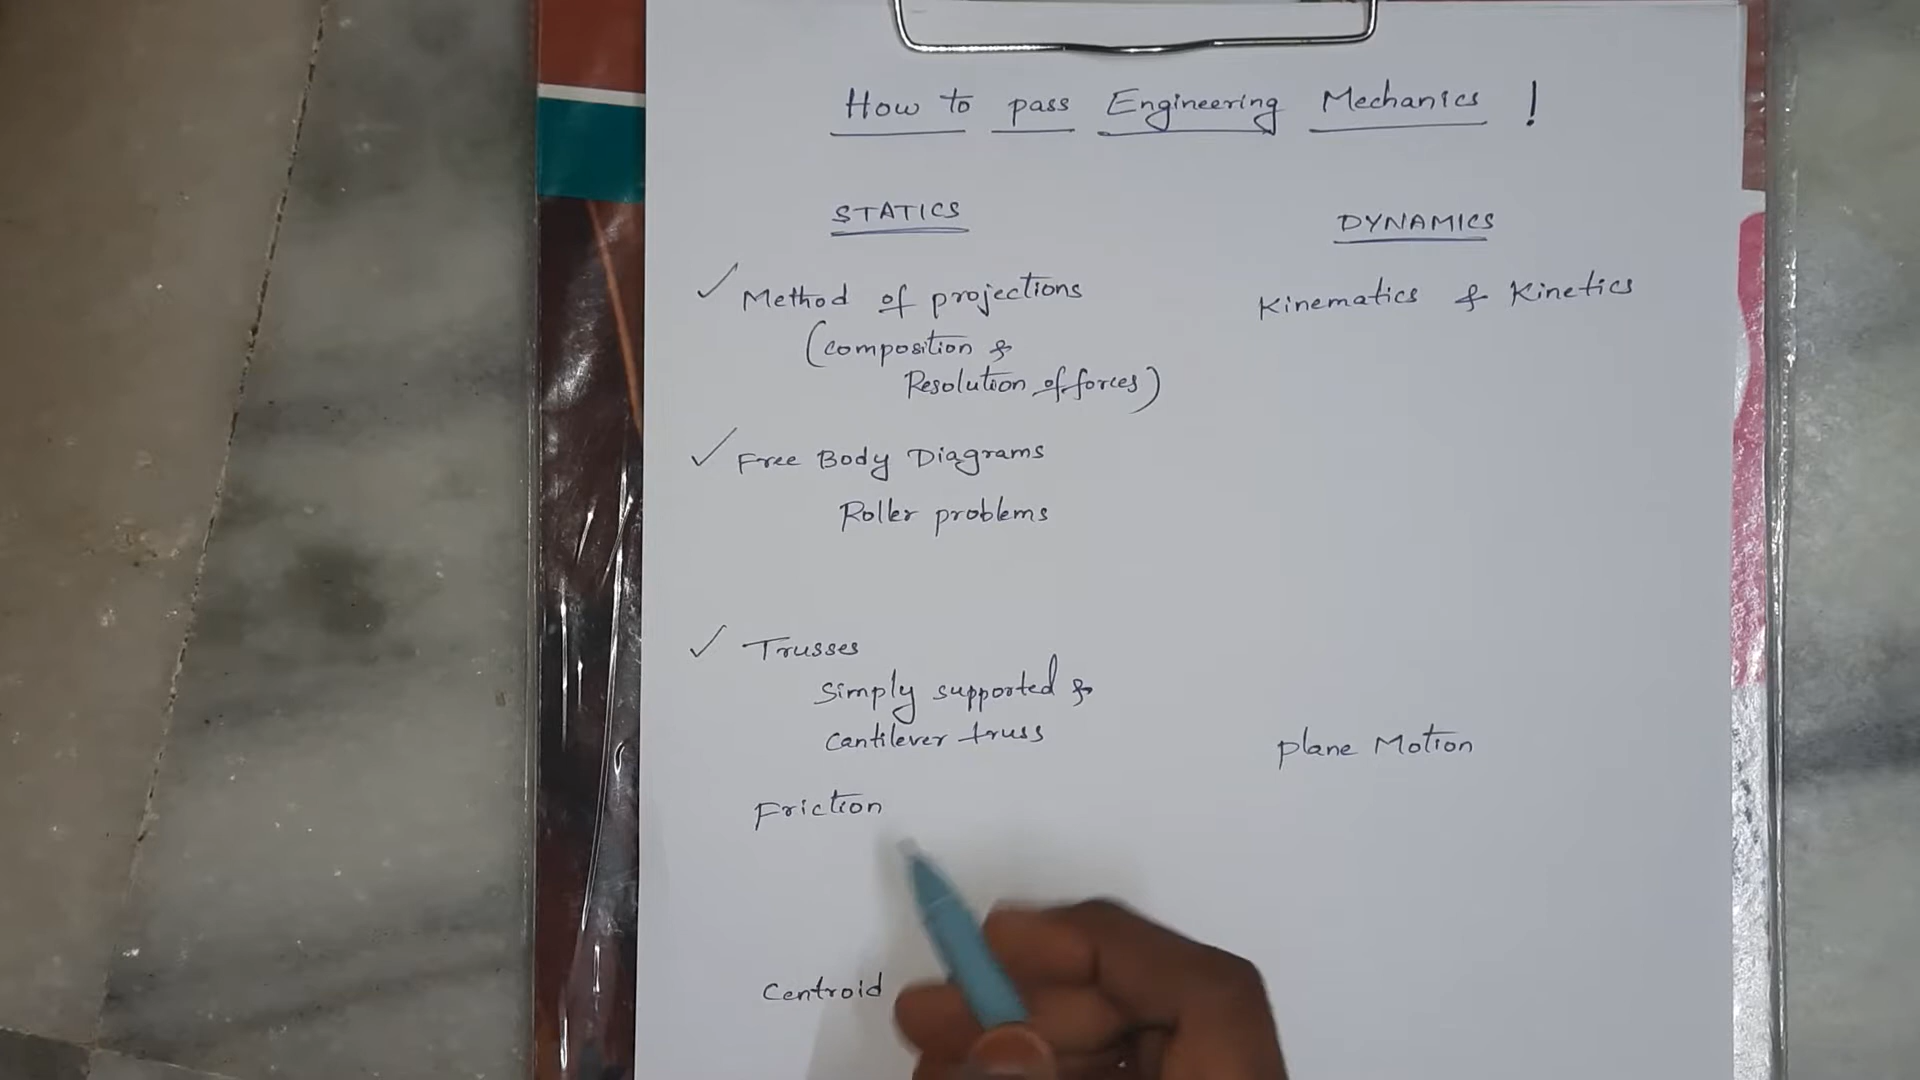 How to pass Engineering Mechanics !
STATICS
✓ Method of projections
(composition &
Resolution of forces)
✓ Free Body Diagrams
Roller problems
✓ Trusses
Simply supported &
cantilever truss
Friction
Centroid
DYNAMICS
Kinematics & Kinetics
plane Motion